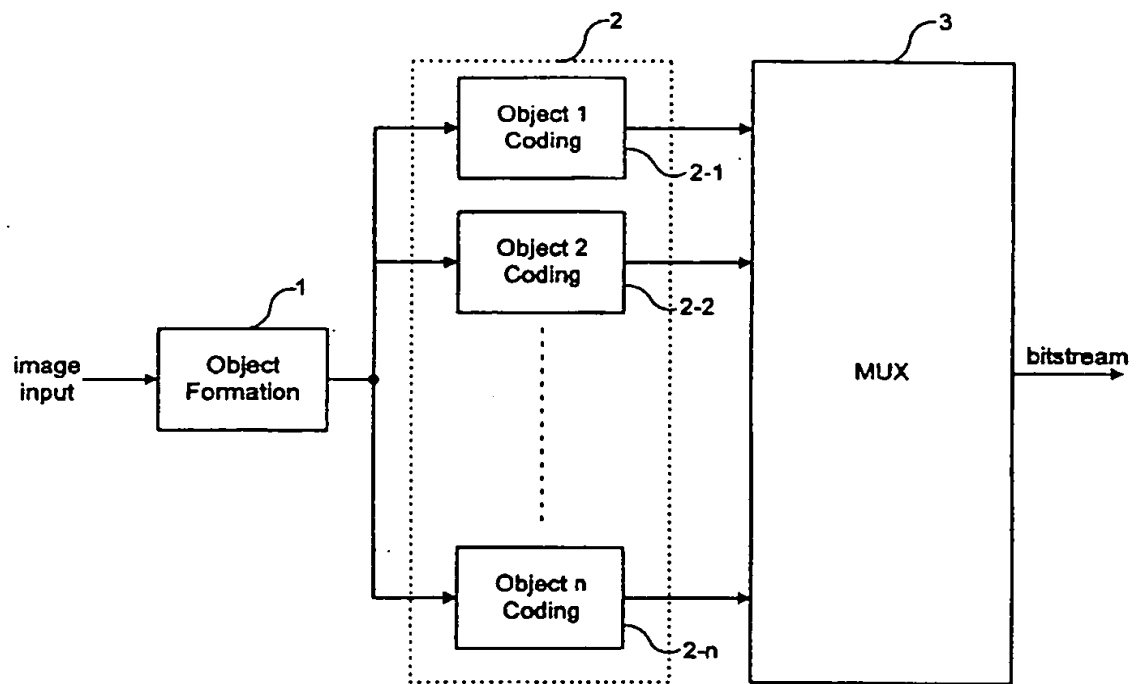 2
3
Object 1
Coding
2-1
Object 2
Coding
2-2
1
image
input
Object
Formation
MUX
bitstream
Object n
Coding
2-n